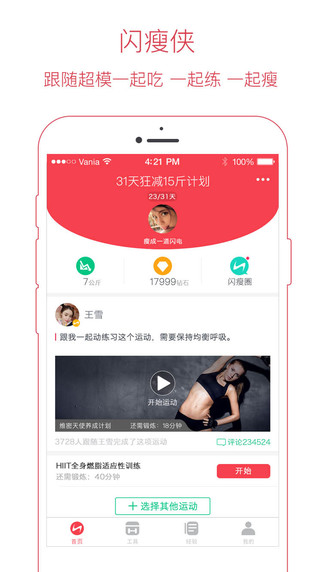 闪瘦侠
跟随超模一起吃 一起练 一起瘦
Vania 4:21 PM 100%
31天狂减15斤计划
23/31天
瘦成一道闪电
7公斤 17999钻石 闪瘦圈
王雪
跟我一起动练习这个运动,需要保持均衡呼吸。
开始运动
维密天使养成计划 还需锻炼:18分钟
3728人跟随王雪完成了这项运动 评论234524
HIIT全身燃脂适应性训练
还需锻炼:40分钟
开始
+ 选择其他运动
首页 工具 我的